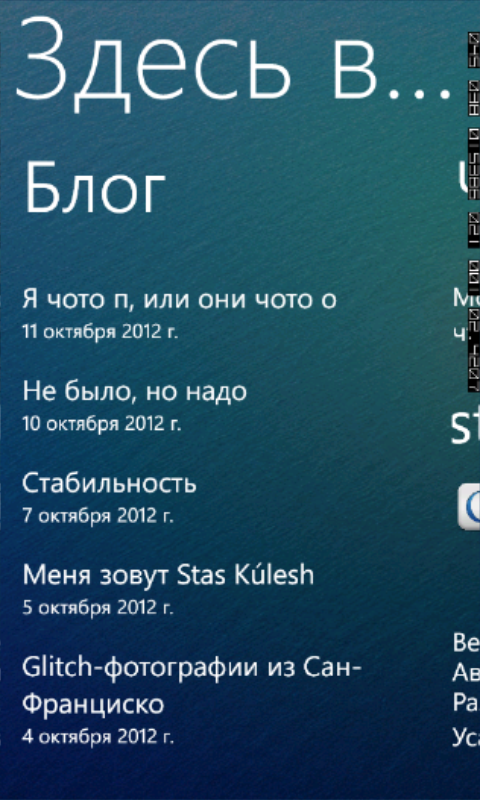 Здесь в...
Блог
Я чото п, или они чото о
11 октября 2012 г.
Не было, но надо
10 октября 2012 г.
Стабильность
7 октября 2012 г.
Меня зовут Stas Kúlesh
5 октября 2012 г.
Glitch-фотографии из Сан-
Франциско
4 октября 2012 г.
st
Ве
Ав
Ра
Уса